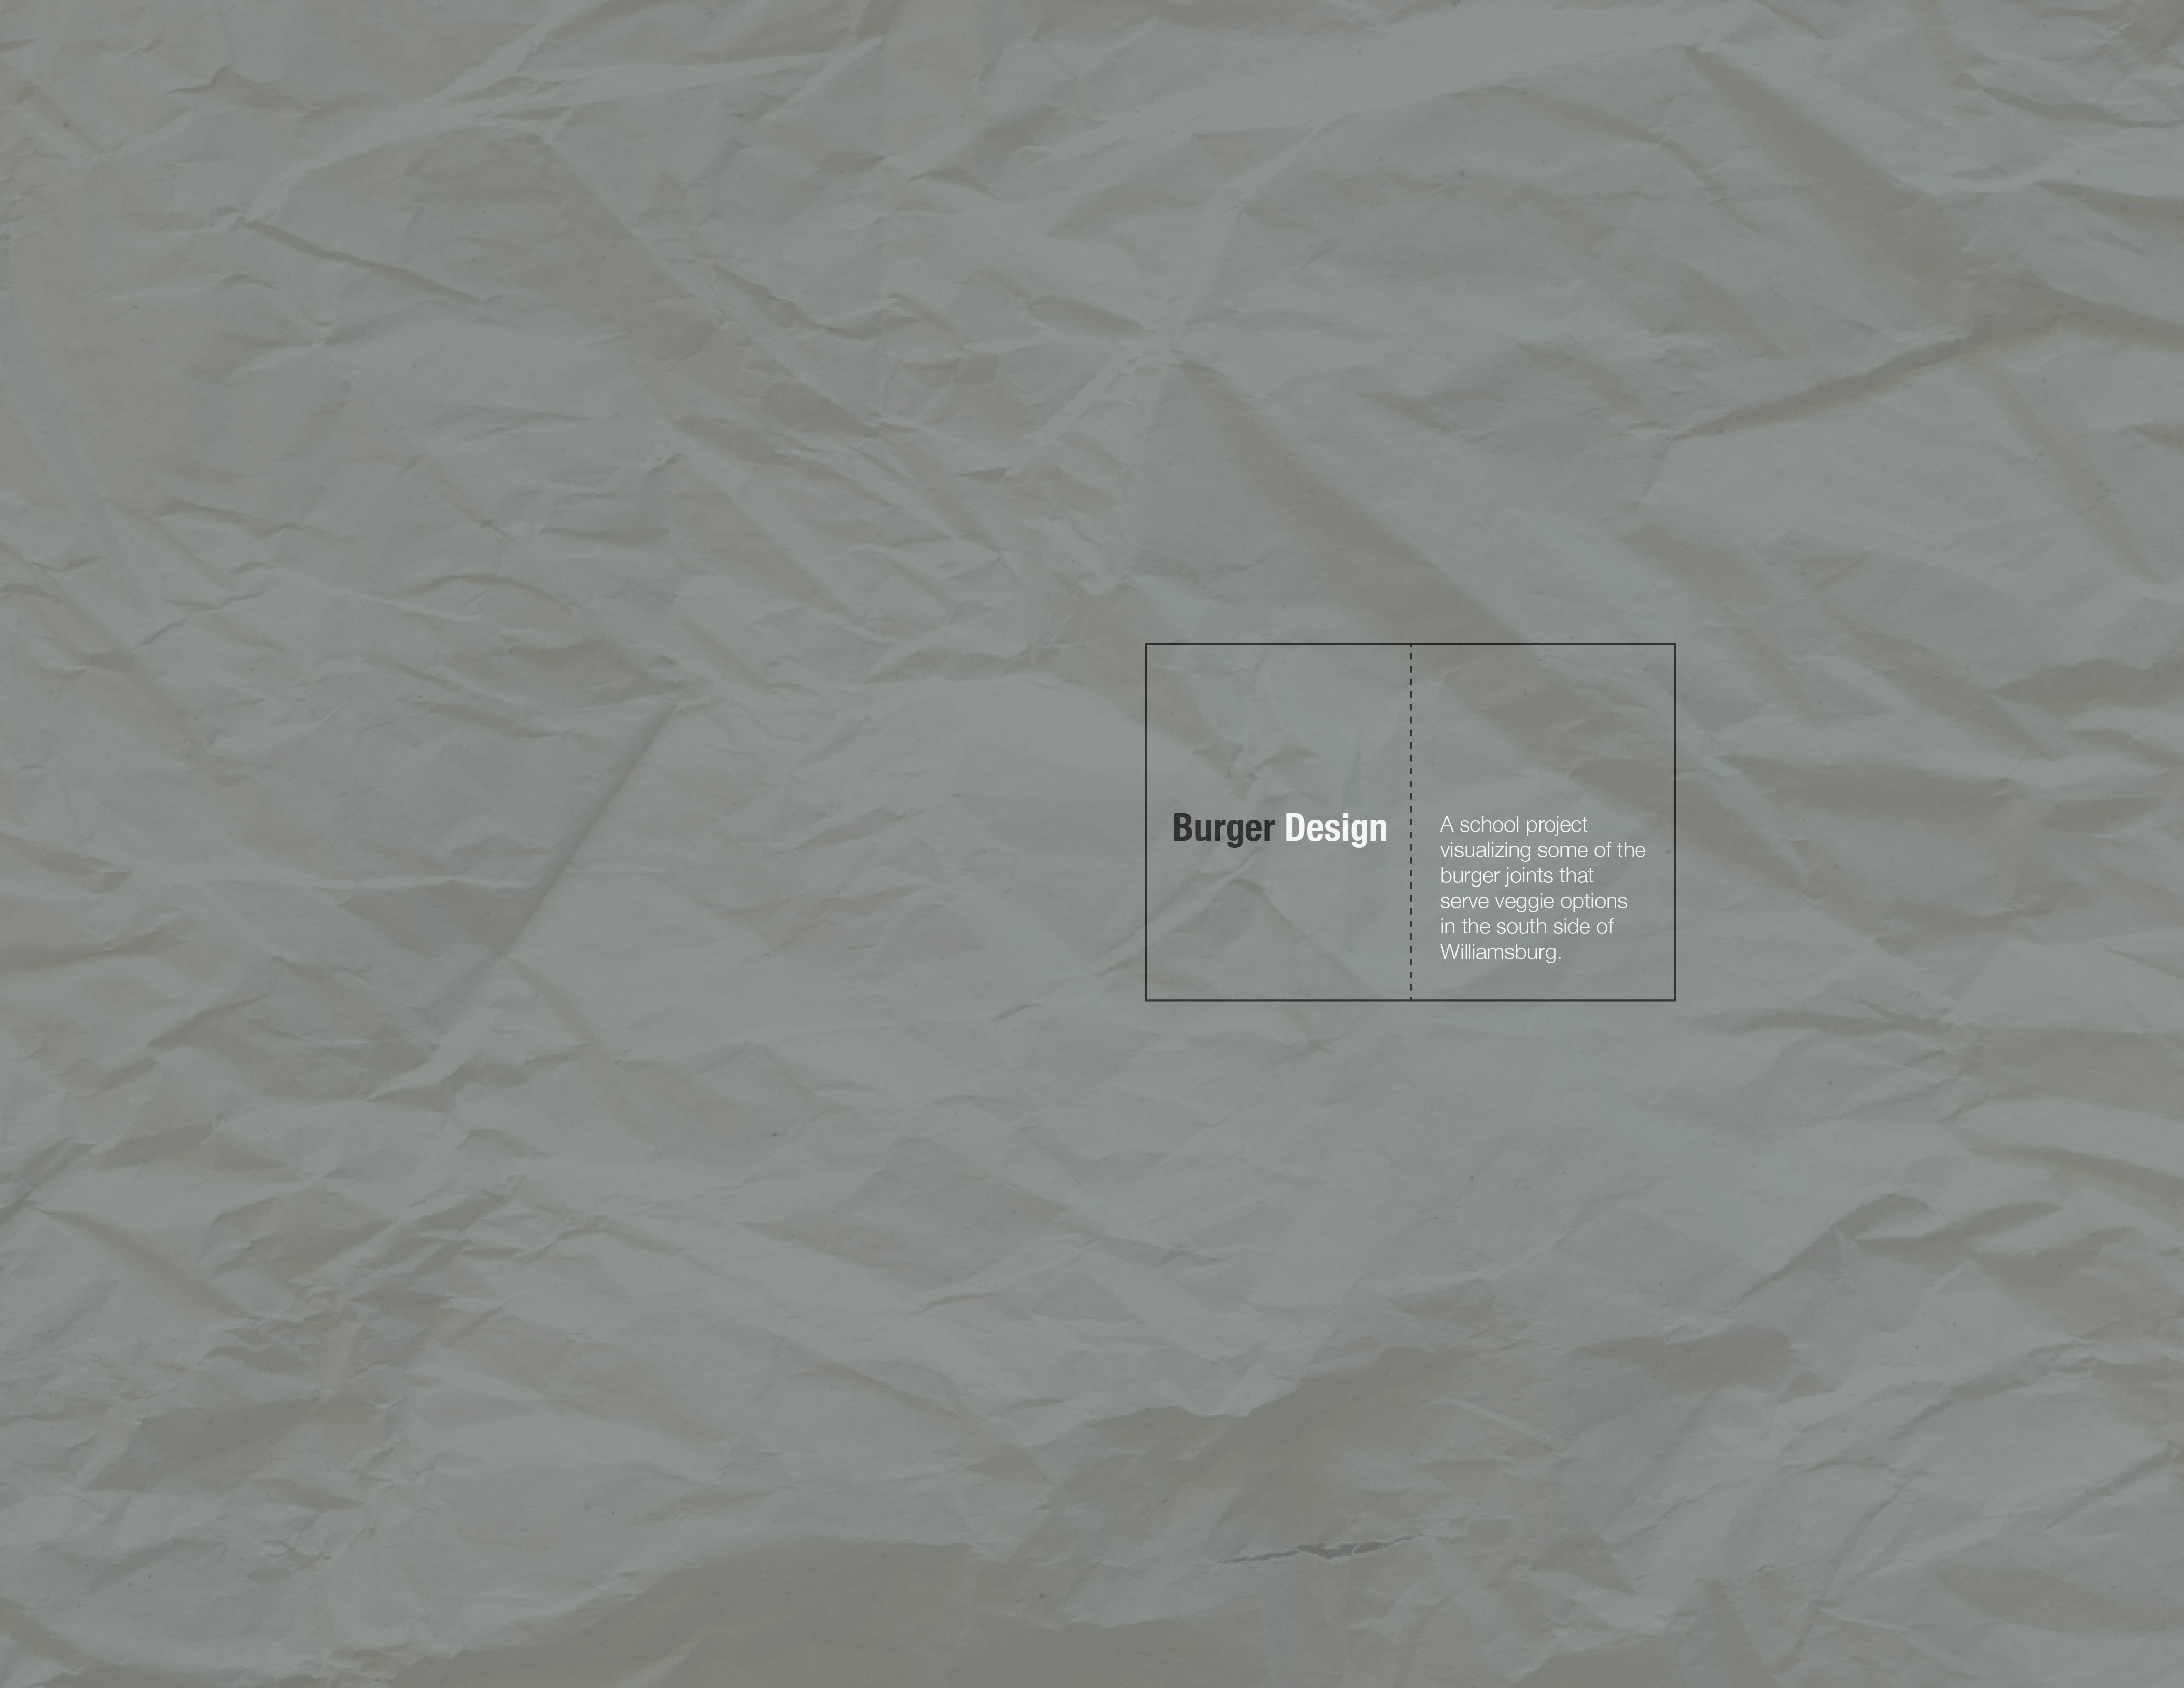 Burger Design
A school project
visualizing some of the
burger joints that
serve veggie options
in the south side of
Williamsburg.